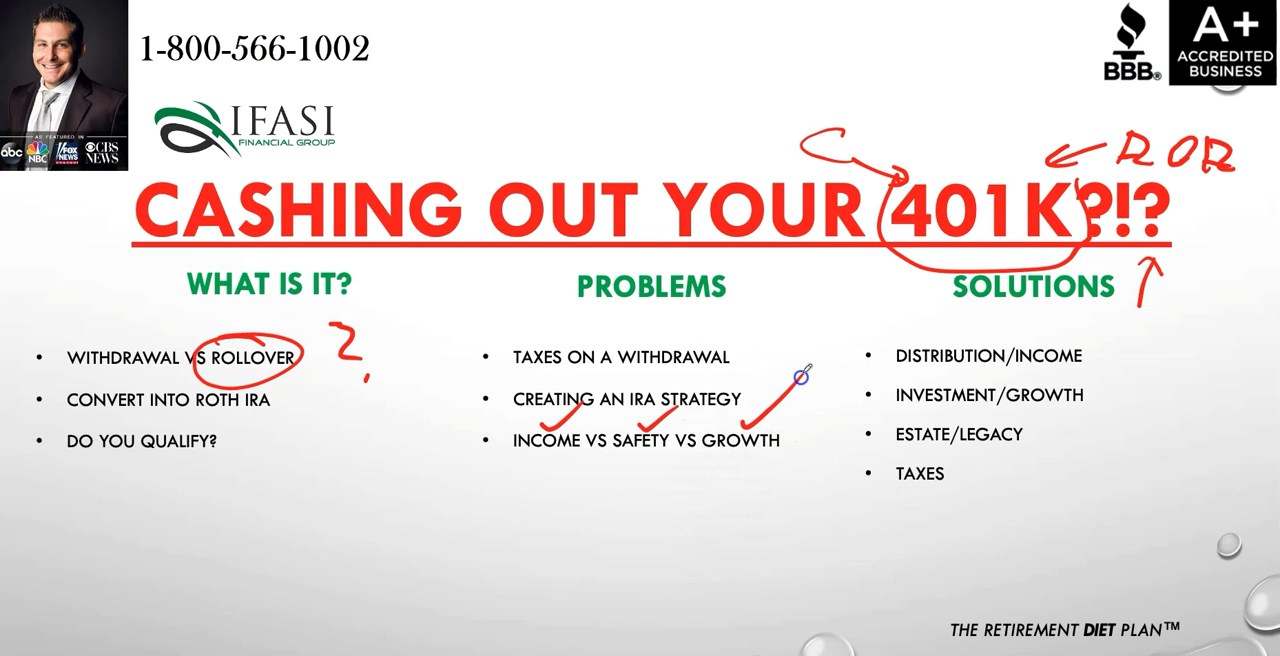 1-800-566-1002
BBB®
A+
ACCREDITED
BUSINESS
IFASI
FINANCIAL GROUP
AS FEATURED IN
abc
NBC
FOX
NEWS
CBS
NEWS
ROR
CASHING OUT YOUR 401K?!?
WHAT IS IT?
• WITHDRAWAL VS ROLLOVER ?
• CONVERT INTO ROTH IRA
• DO YOU QUALIFY?
PROBLEMS
• TAXES ON A WITHDRAWAL
• CREATING AN IRA STRATEGY
• INCOME VS SAFETY VS GROWTH
SOLUTIONS
• DISTRIBUTION/INCOME
• INVESTMENT/GROWTH
• ESTATE/LEGACY
• TAXES
THE RETIREMENT DIET PLAN™